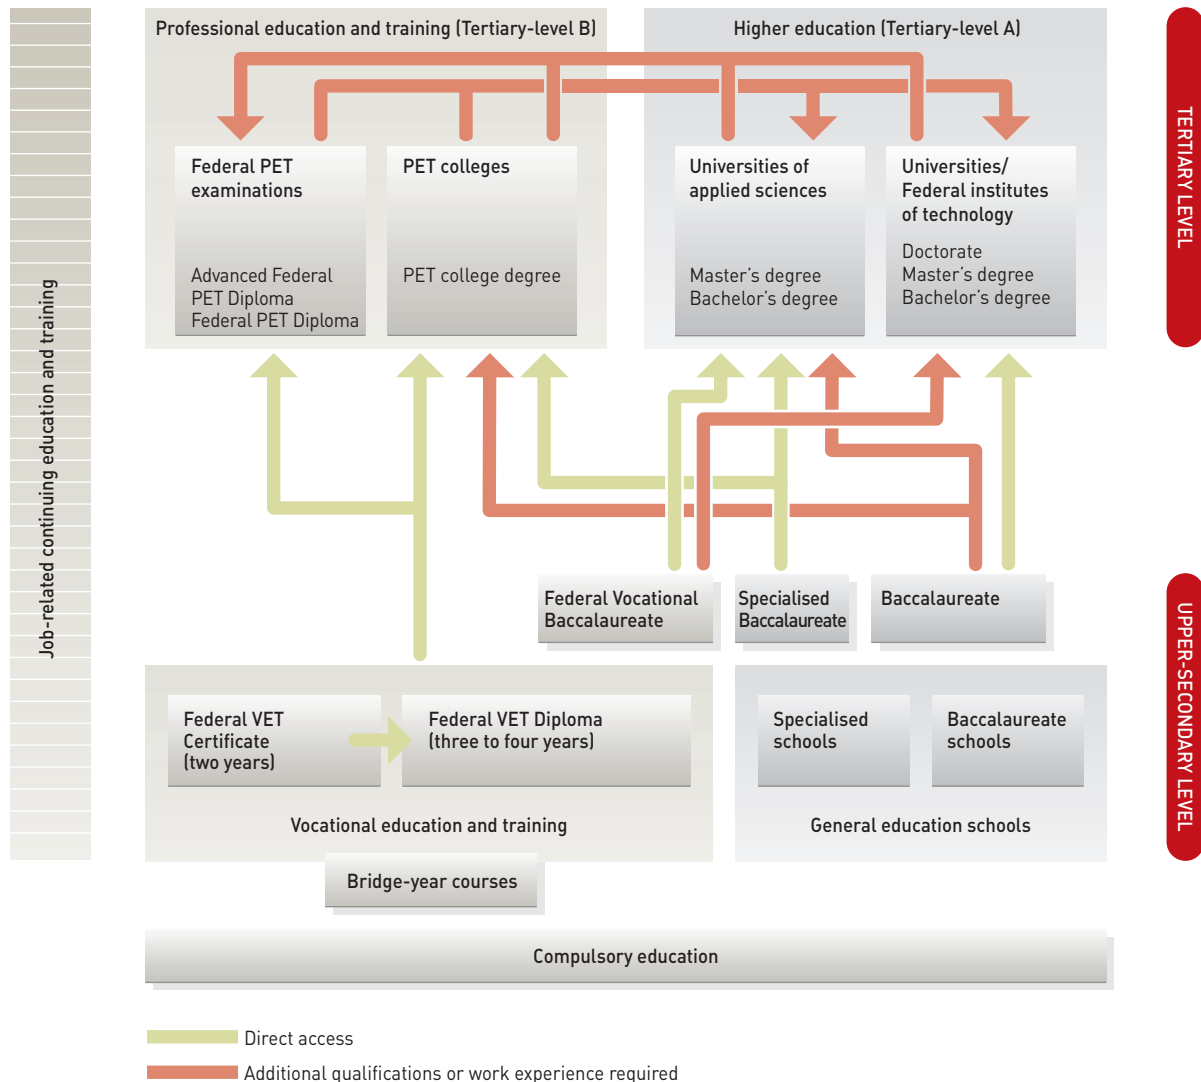 Professional education and training (Tertiary-level B)
Higher education (Tertiary-level A)
Federal PET
examinations
Advanced Federal
PET Diploma
Federal PET Diploma
PET colleges
PET college degree
Universities of
applied sciences
Master's degree
Bachelor's degree
Universities/
Federal institutes
of technology
Doctorate
Master's degree
Bachelor's degree
TERTIARY LEVEL
Job-related continuing education and training
Federal Vocational
Baccalaureate
Specialised
Baccalaureate
Baccalaureate
UPPER-SECONDARY LEVEL
Federal VET
Certificate
(two years)
Federal VET Diploma
(three to four years)
Specialised
schools
Baccalaureate
schools
Vocational education and training
General education schools
Bridge-year courses
Compulsory education
Direct access
Additional qualifications or work experience required